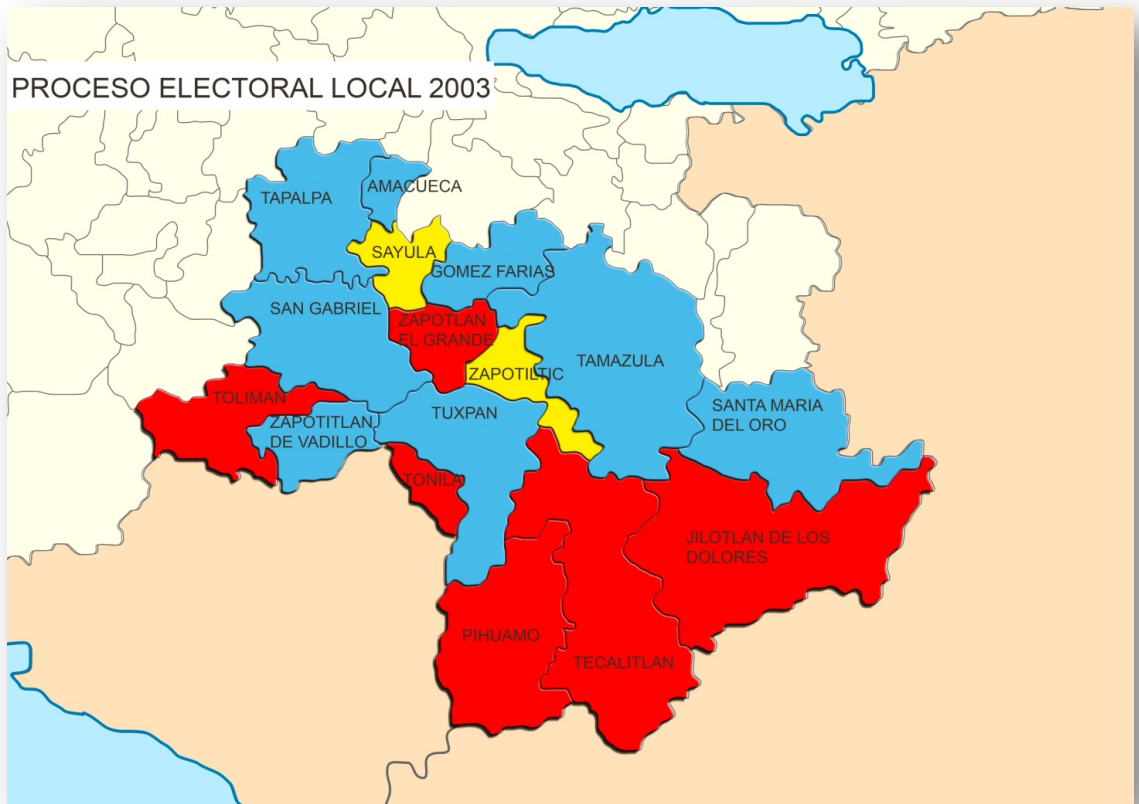 PROCESO ELECTORAL LOCAL 2003
AMACUECA
TAPALPA
SAYULA
GOMEZ FARIAS
SAN GABRIEL
ZAPOTLAN
EL GRANDE
TAMAZULA
ZAPOTILTIC
TOLIMAN
SANTA MARIA
DEL ORO
TUXPAN
ZAPOTITLAN
DE VADILLO
TONILA
JILOTLAN DE LOS
DOLORES
PIHUAMO
TECALITLAN